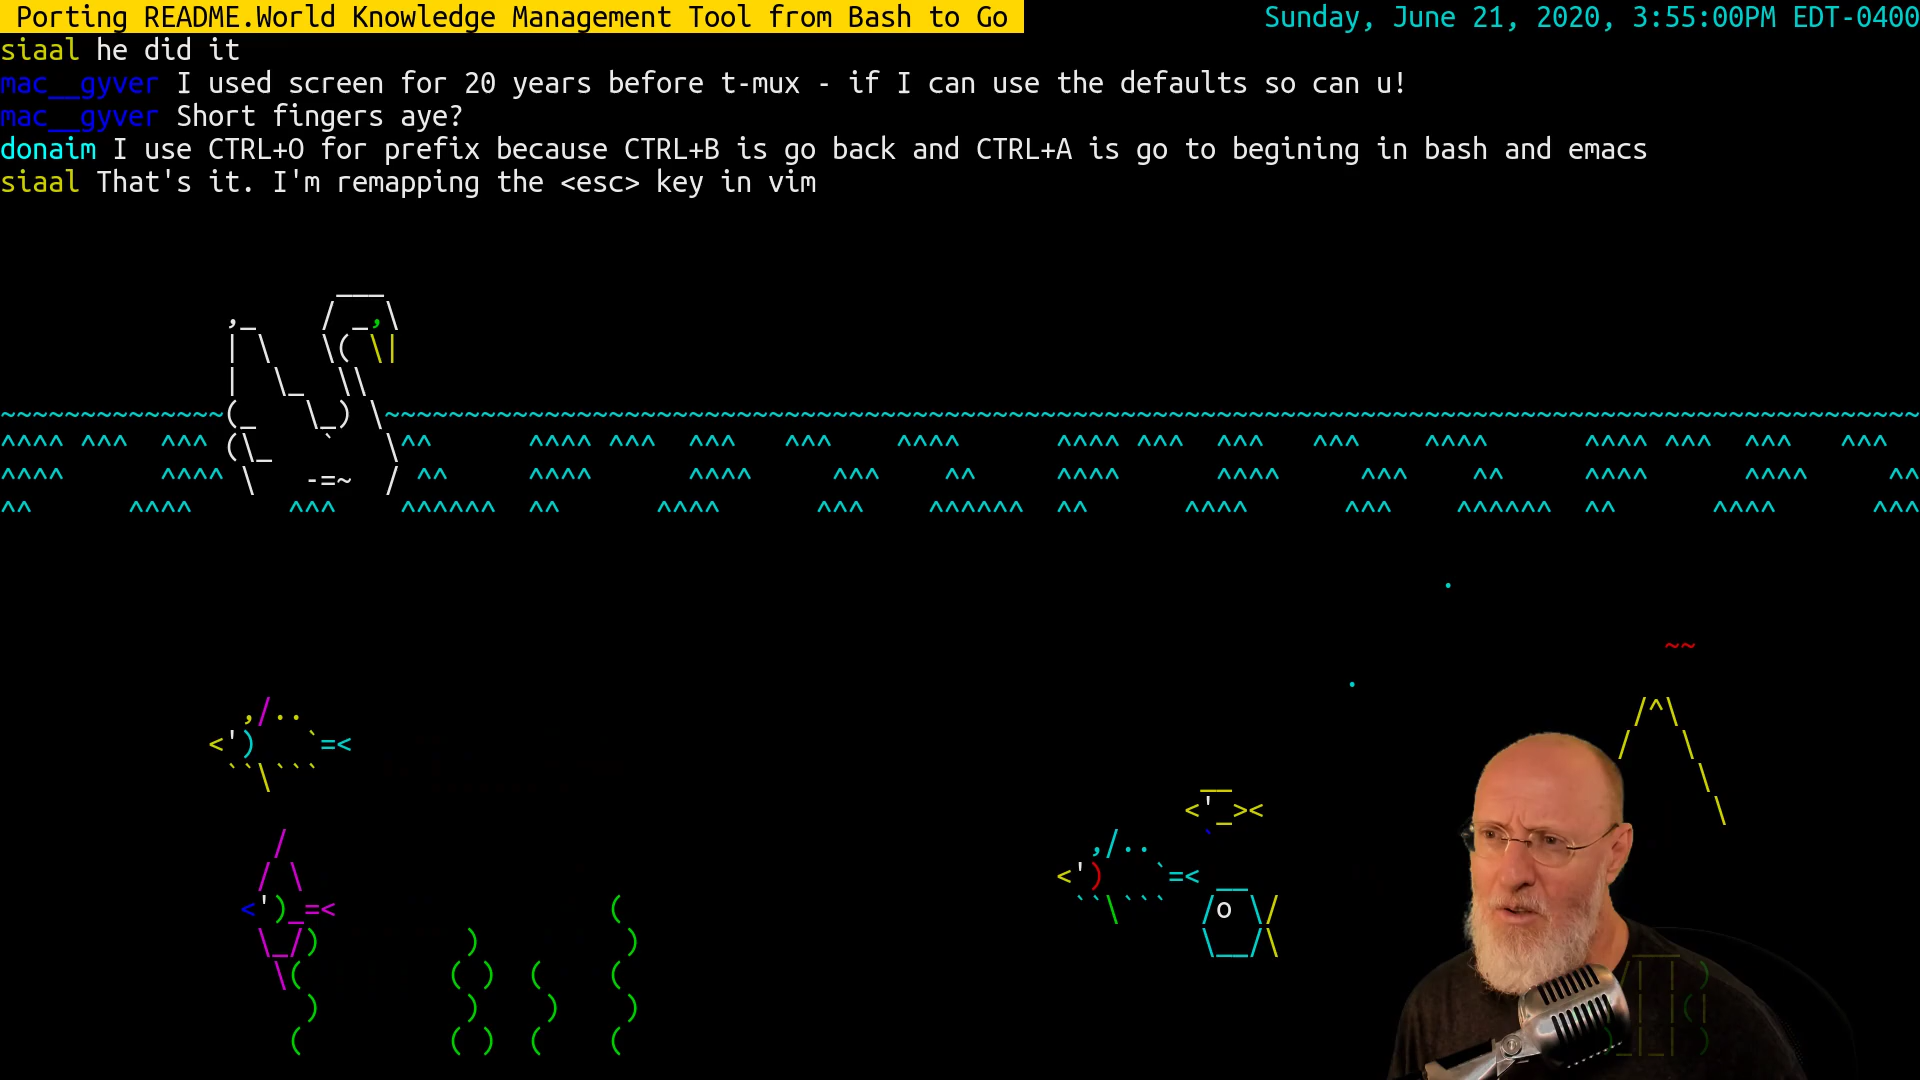 Porting README.World Knowledge Management Tool from Bash to Go
Sunday, June 21, 2020, 3:55:00PM EDT-0400
siaal he did it
mac__gyver I used screen for 20 years before t-mux - if I can use the defaults so can u!
mac__gyver Short fingers aye?
donaim I use CTRL+O for prefix because CTRL+B is go back and CTRL+A is go to begining in bash and emacs
siaal That's it. I'm remapping the <esc> key in vim